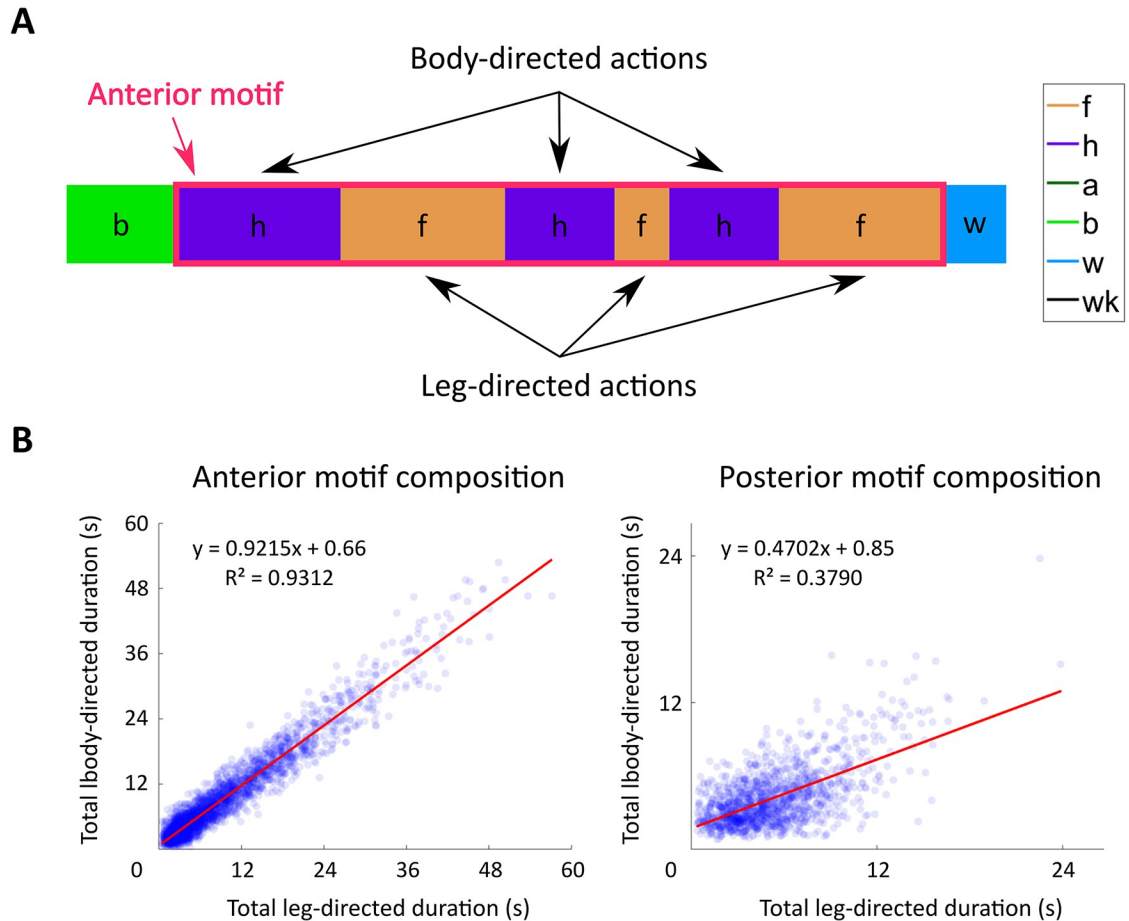 A
Body-directed actions
Anterior motif
b h f h f h f w
f
h
a
b
w
wk
Leg-directed actions
B
Anterior motif composition
Total lbody-directed duration (s)
y = 0.9215x + 0.66
R² = 0.9312
60
48
36
24
12
0 12 24 36 48 60
Total leg-directed duration (s)
Posterior motif composition
Total lbody-directed duration (s)
y = 0.4702x + 0.85
R² = 0.3790
24
12
0 12 24
Total leg-directed duration (s)